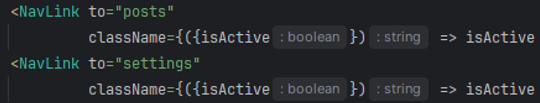 <NavLink to="posts"
className={({isActive : boolean }) : string => isActive
<NavLink to="settings"
className={({isActive : boolean }) : string => isActive